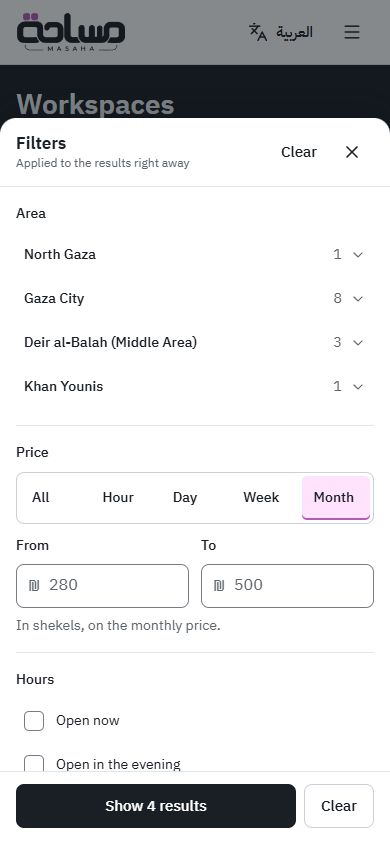 مساحة
MASAHA
العربية
Workspaces
Filters
Applied to the results right away
Clear
Area
North Gaza 1
Gaza City 8
Deir al-Balah (Middle Area) 3
Khan Younis 1
Price
All Hour Day Week Month
From To
₪ 280 ₪ 500
In shekels, on the monthly price.
Hours
Open now
Open in the evening
Show 4 results Clear